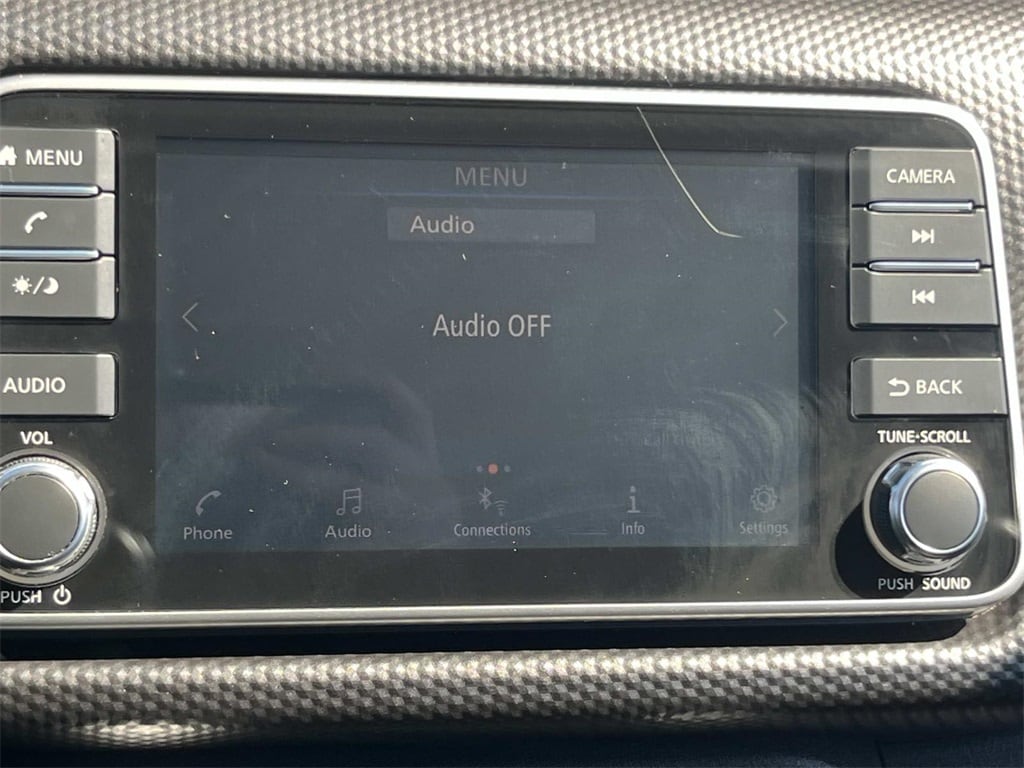 MENU
MENU
CAMERA
Audio
Audio OFF
AUDIO
BACK
VOL
TUNE·SCROLL
Phone
Audio
Connections
Info
Settings
PUSH
PUSH SOUND